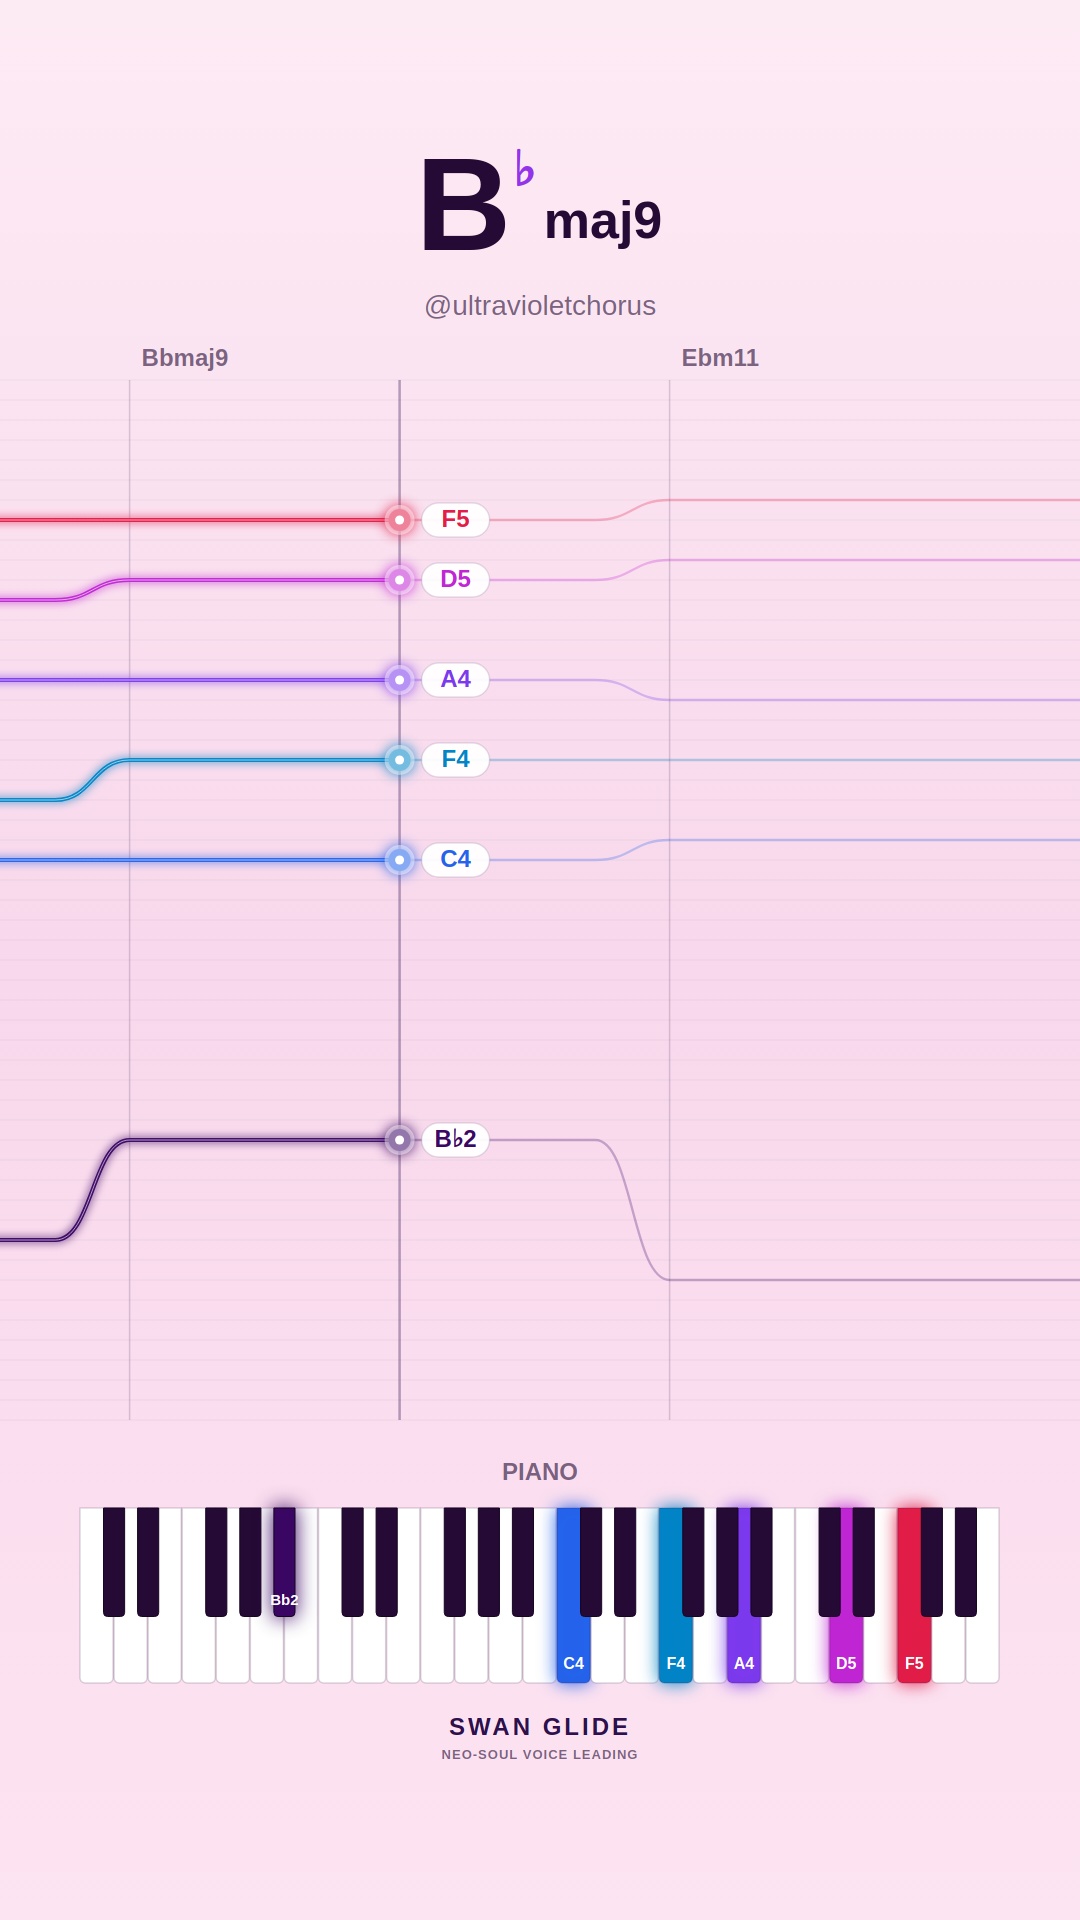 B♭maj9
@ultravioletchorus
Bbmaj9 Ebm11
F5
D5
A4
F4
C4
B♭2
PIANO
Bb2
C4 F4 A4 D5 F5
SWAN GLIDE
NEO-SOUL VOICE LEADING